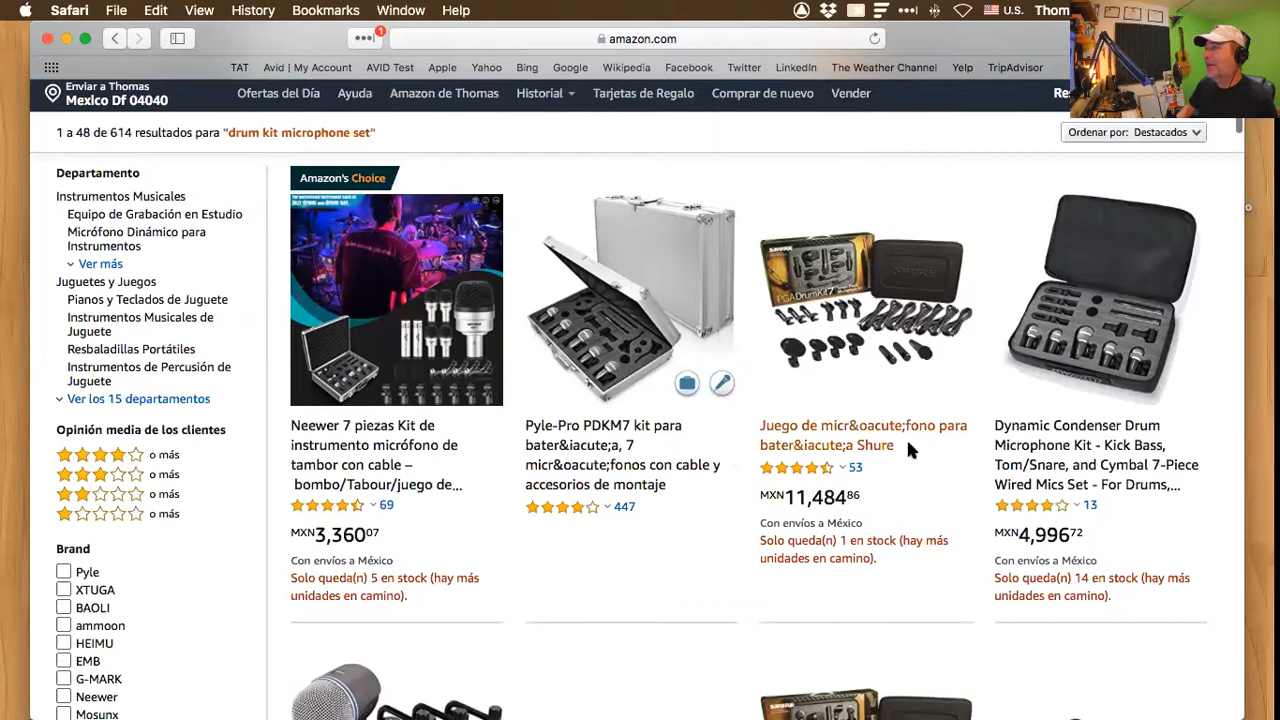 Safari File Edit View History Bookmarks Window Help U.S. Thom
1
amazon.com
TAT Avid | My Account AVID Test Apple Yahoo Bing Google Wikipedia Facebook Twitter LinkedIn The Weather Channel Yelp TripAdvisor
Enviar a Thomas
Mexico Df 04040
Ofertas del Día Ayuda Amazon de Thomas Historial Tarjetas de Regalo Comprar de nuevo Vender Re
1 a 48 de 614 resultados para "drum kit microphone set"
Ordenar por: Destacados
Departamento
Instrumentos Musicales
Equipo de Grabación en Estudio
Micrófono Dinámico para
Instrumentos
Ver más
Juguetes y Juegos
Pianos y Teclados de Juguete
Instrumentos Musicales de
Juguete
Resbaladillas Portátiles
Instrumentos de Percusión de
Juguete
Ver los 15 departamentos
Opinión media de los clientes
o más
o más
o más
o más
Brand
Pyle
XTUGA
BAOLI
ammoon
HEIMU
EMB
G-MARK
Neewer
Mosunx
Amazon's Choice
Neewer 7 piezas Kit de
instrumento micrófono de
tambor con cable –
bombo/Tabour/juego de...
69
MXN3,36007
Con envíos a México
Solo queda(n) 5 en stock (hay más
unidades en camino).
Pyle-Pro PDKM7 kit para
bater&iacute;a, 7
micr&oacute;fonos con cable y
accesorios de montaje
447
SHURE
PGADrumKit7
Juego de micr&oacute;fono para
bater&iacute;a Shure
53
MXN11,48486
Con envíos a México
Solo queda(n) 1 en stock (hay más
unidades en camino).
Dynamic Condenser Drum
Microphone Kit - Kick Bass,
Tom/Snare, and Cymbal 7-Piece
Wired Mics Set - For Drums,...
13
MXN4,99672
Con envíos a México
Solo queda(n) 14 en stock (hay más
unidades en camino).